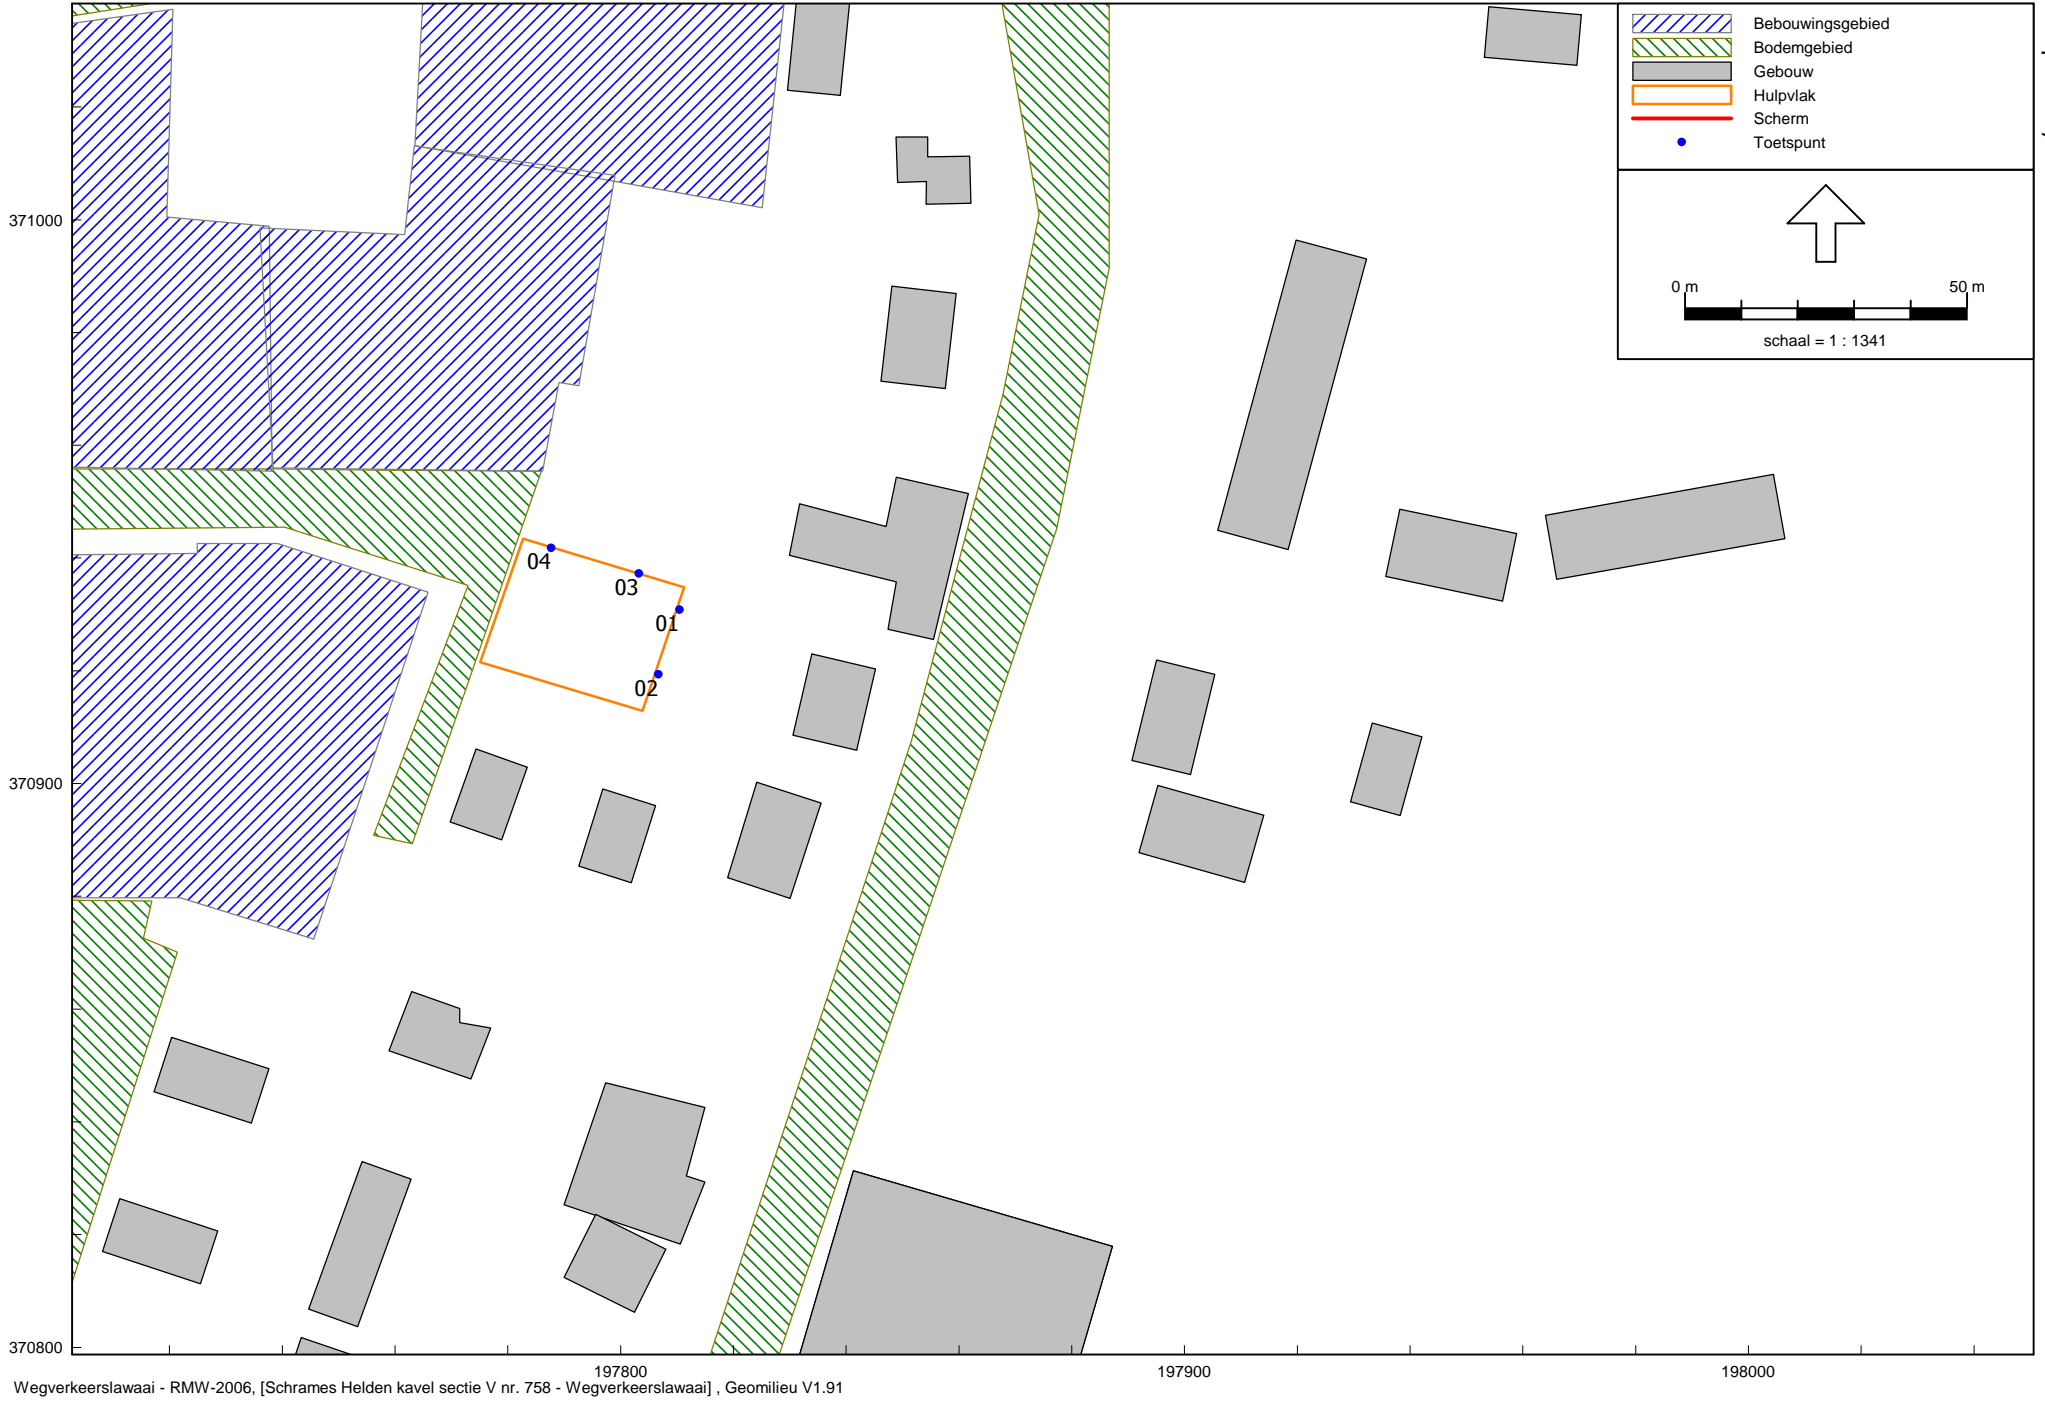 Bebouwingsgebied
Bodemgebied
Gebouw
Hulpvlak
Scherm
Toetspunt
371000
0 m 50 m
schaal = 1 : 1341
04
03
01
02
370900
370800
197800 197900 198000
Wegverkeerslawaai - RMW-2006, [Schrames Helden kavel sectie V nr. 758 - Wegverkeerslawaai] , Geomilieu V1.91